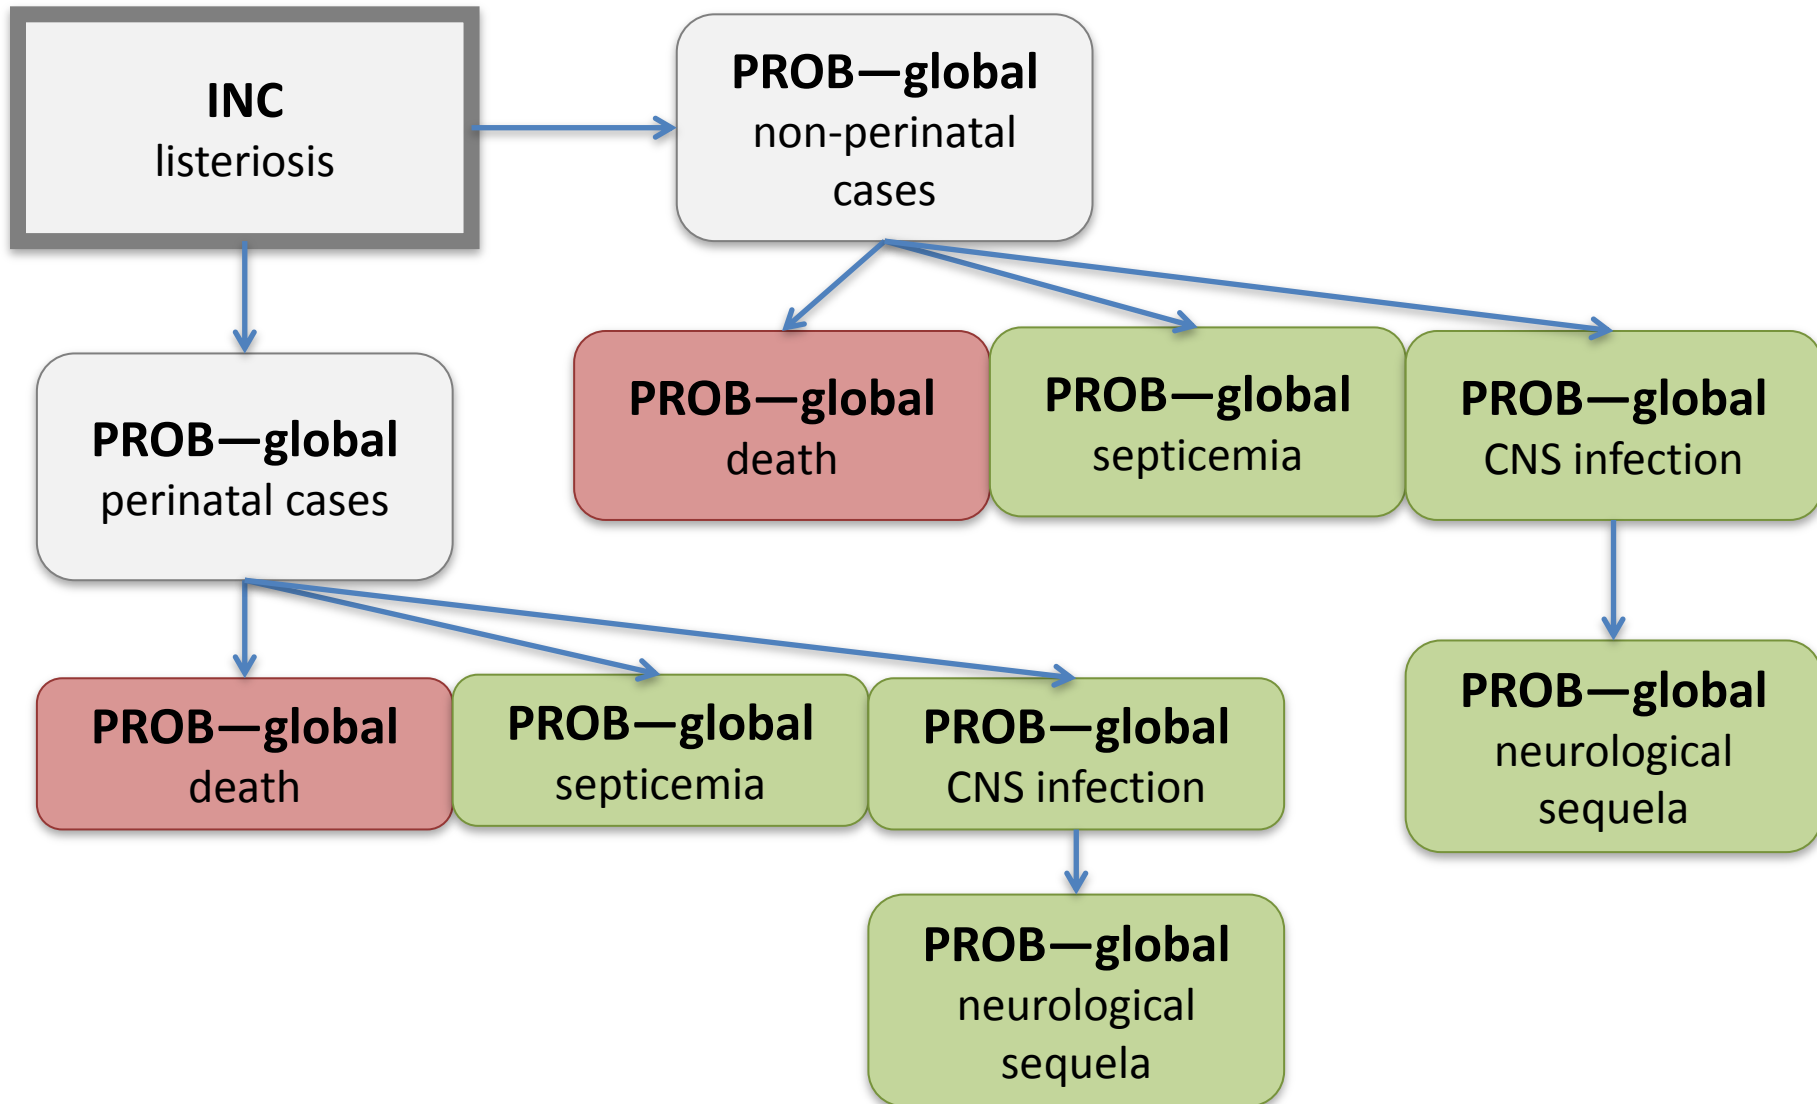 INC
listeriosis
PROB—global
non-perinatal
cases
PROB—global
death
PROB—global
septicemia
PROB—global
CNS infection
PROB—global
neurological
sequela
PROB—global
perinatal cases
PROB—global
death
PROB—global
septicemia
PROB—global
CNS infection
PROB—global
neurological
sequela